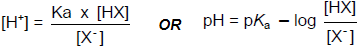 [H⁺] = Ka x [HX] / [X⁻] OR pH = pKₐ – log [HX] / [X⁻]